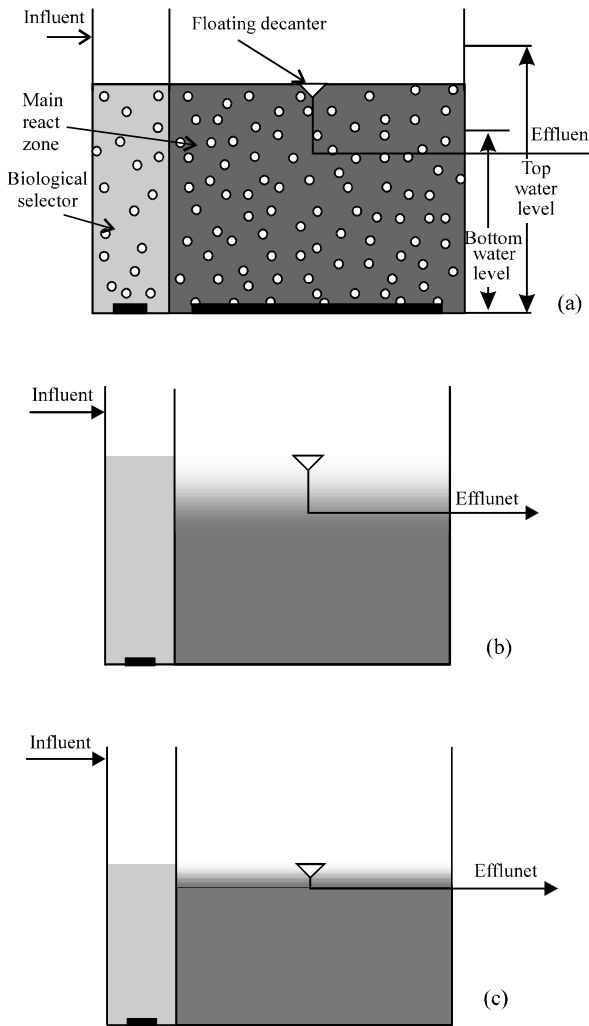 Influent
Floating decanter
Main
react
zone
Biological
selector
Effluen
Top
water
level
Bottom
water
level
(a)
Influent
Efflunet
(b)
Influent
Efflunet
(c)